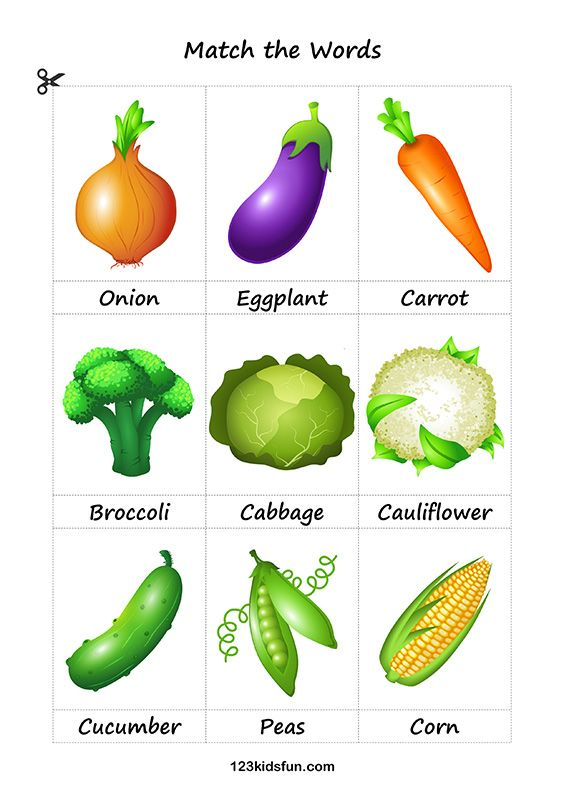 Match the Words
Onion
Eggplant
Carrot
Broccoli
Cabbage
Cauliflower
Cucumber
Peas
Corn
123kidsfun.com